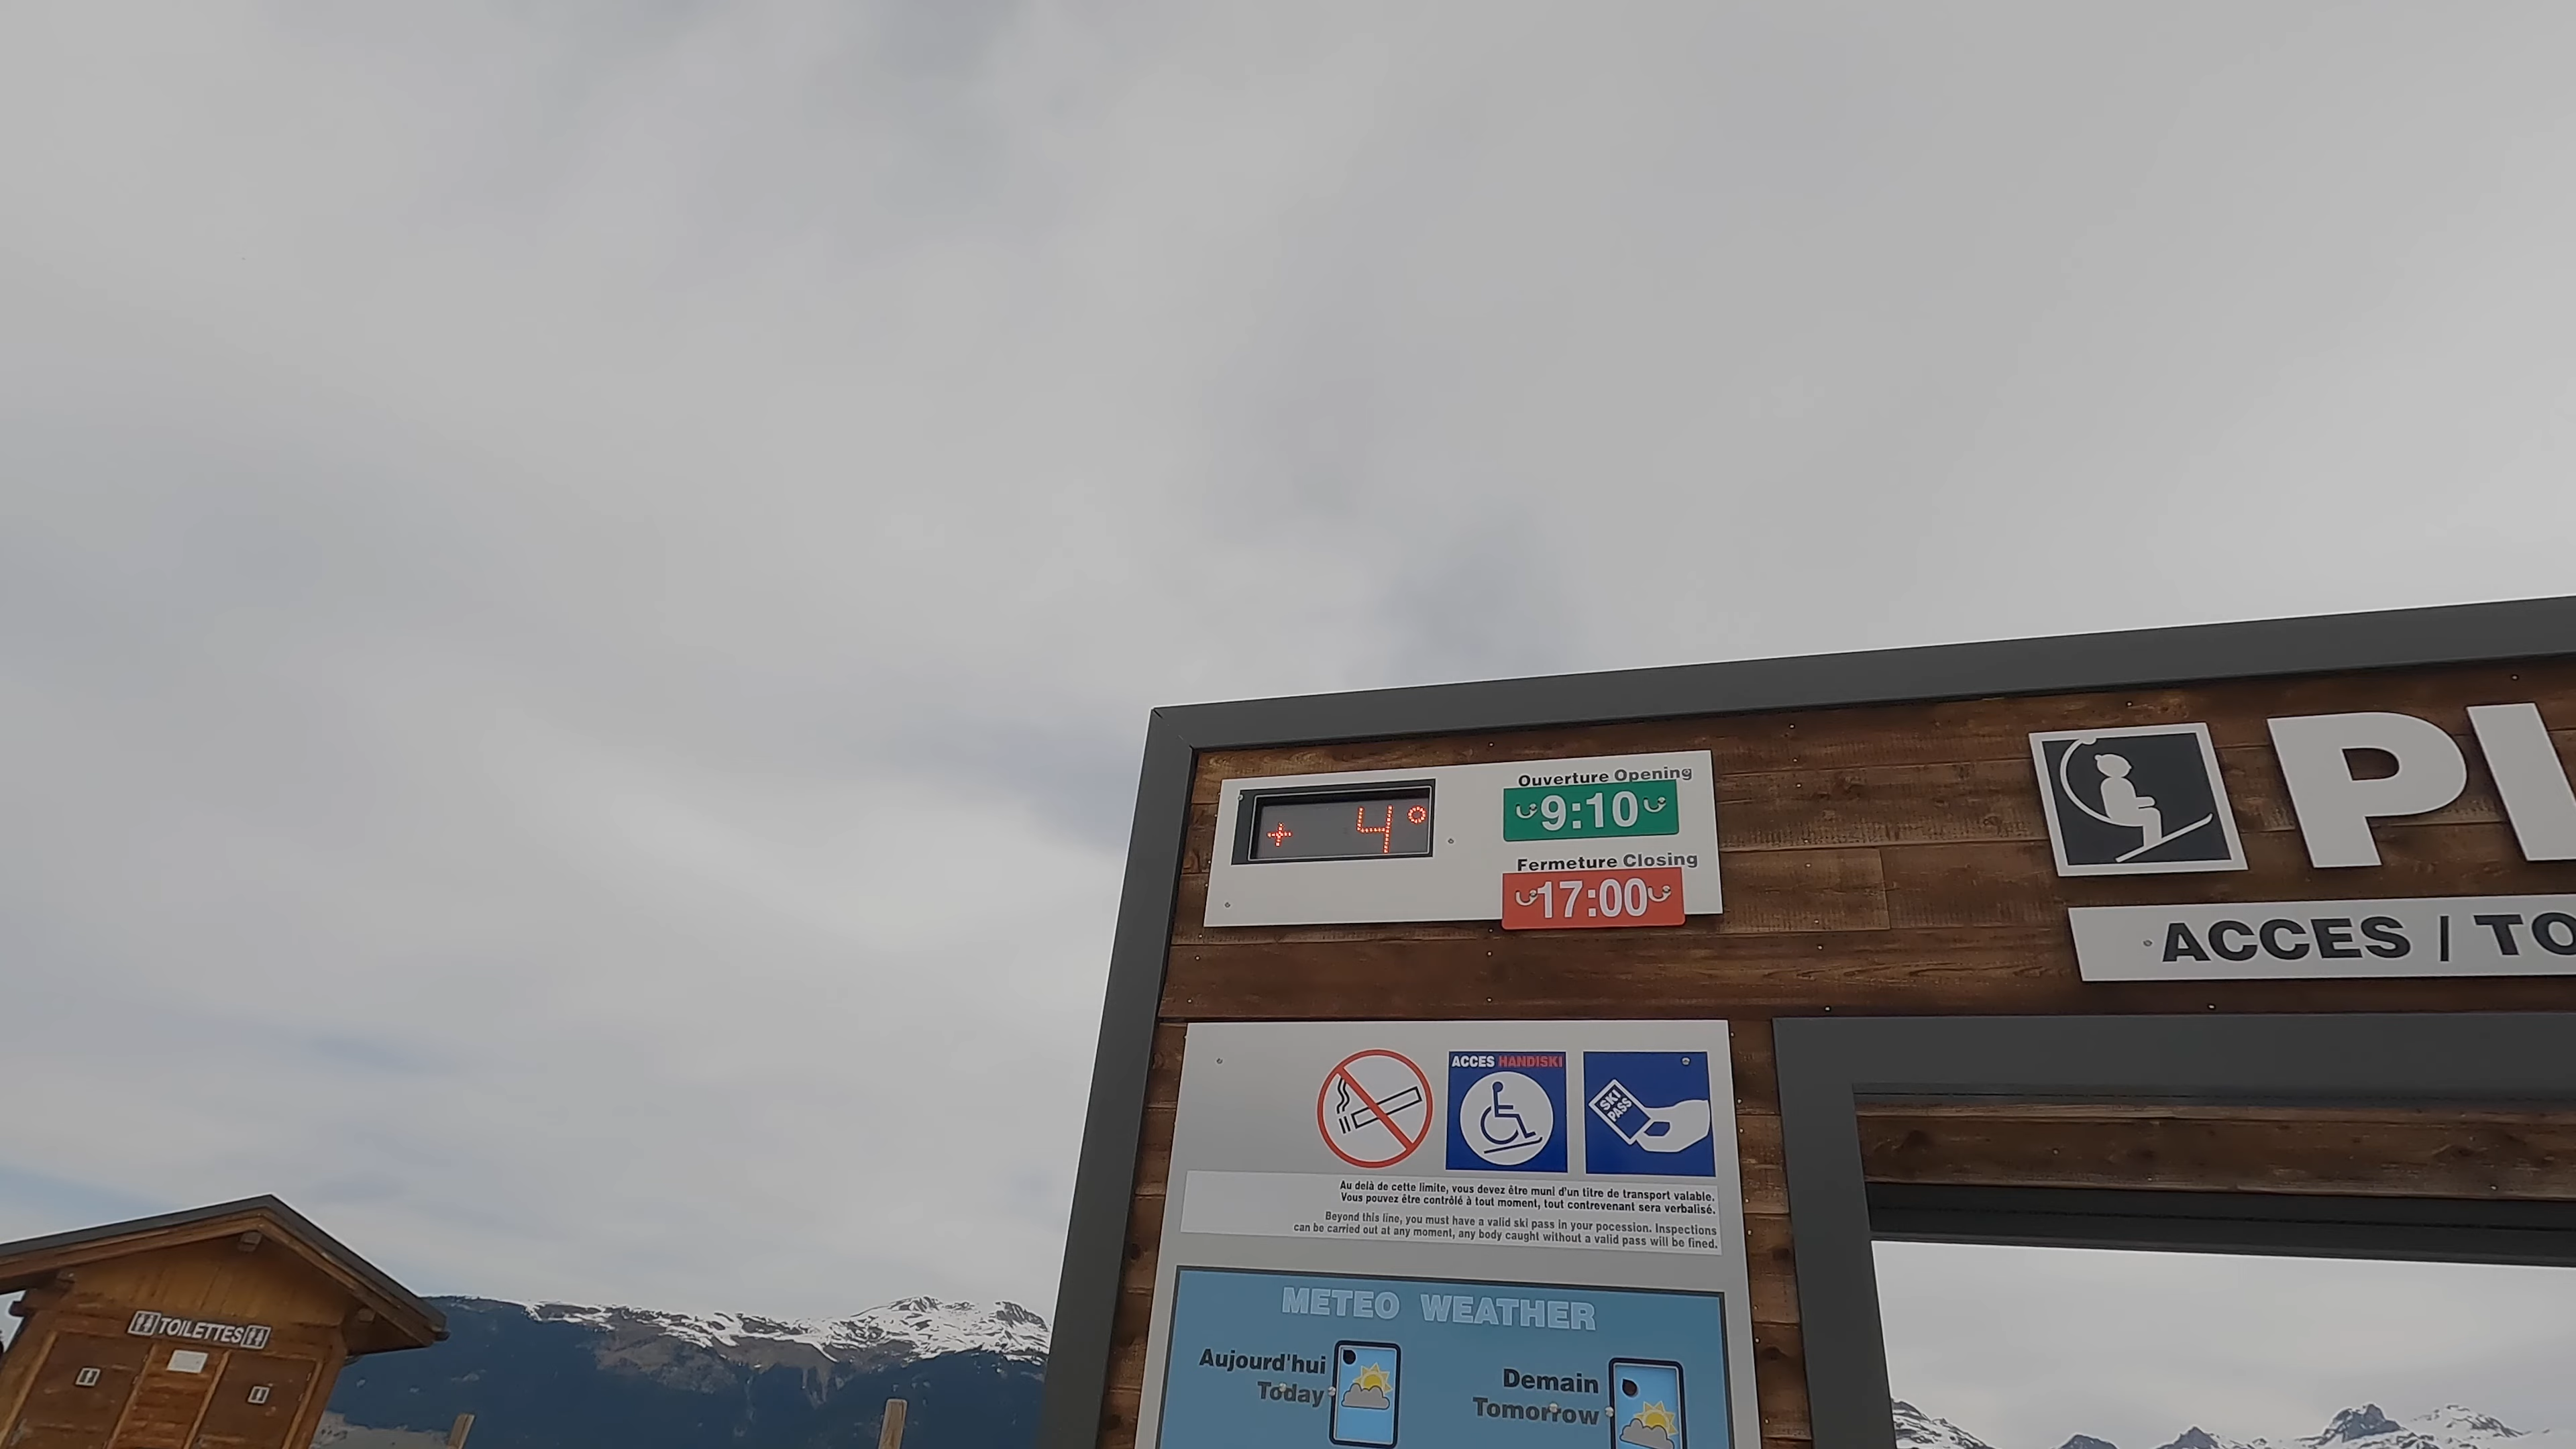 + 4°
Ouverture Opening
9:10
Fermeture Closing
17:00
ACCES / TO
ACCES HANDISKI
SKI
PASS
Au delà de cette limite, vous devez être muni d'un titre de transport valable.
Vous pouvez être contrôlé à tout moment, tout contrevenant sera verbalisé.
Beyond this line, you must have a valid ski pass in your pocession. Inspections
can be carried out at any moment, any body caught without a valid pass will be fined.
METEO WEATHER
Aujourd'hui
Today
Demain
Tomorrow
TOILETTES